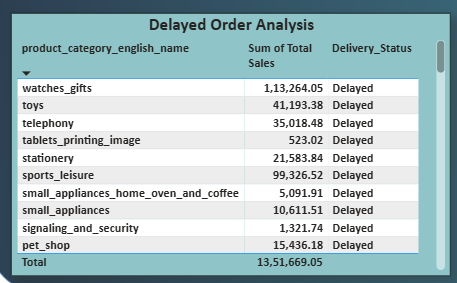 Delayed Order Analysis
product_category_english_name Sum of Total Sales Delivery_Status
watches_gifts 1,13,264.05 Delayed
toys 41,193.38 Delayed
telephony 35,018.48 Delayed
tablets_printing_image 523.02 Delayed
stationery 21,583.84 Delayed
sports_leisure 99,326.52 Delayed
small_appliances_home_oven_and_coffee 5,091.91 Delayed
small_appliances 10,611.51 Delayed
signaling_and_security 1,321.74 Delayed
pet_shop 15,436.18 Delayed
Total 13,51,669.05